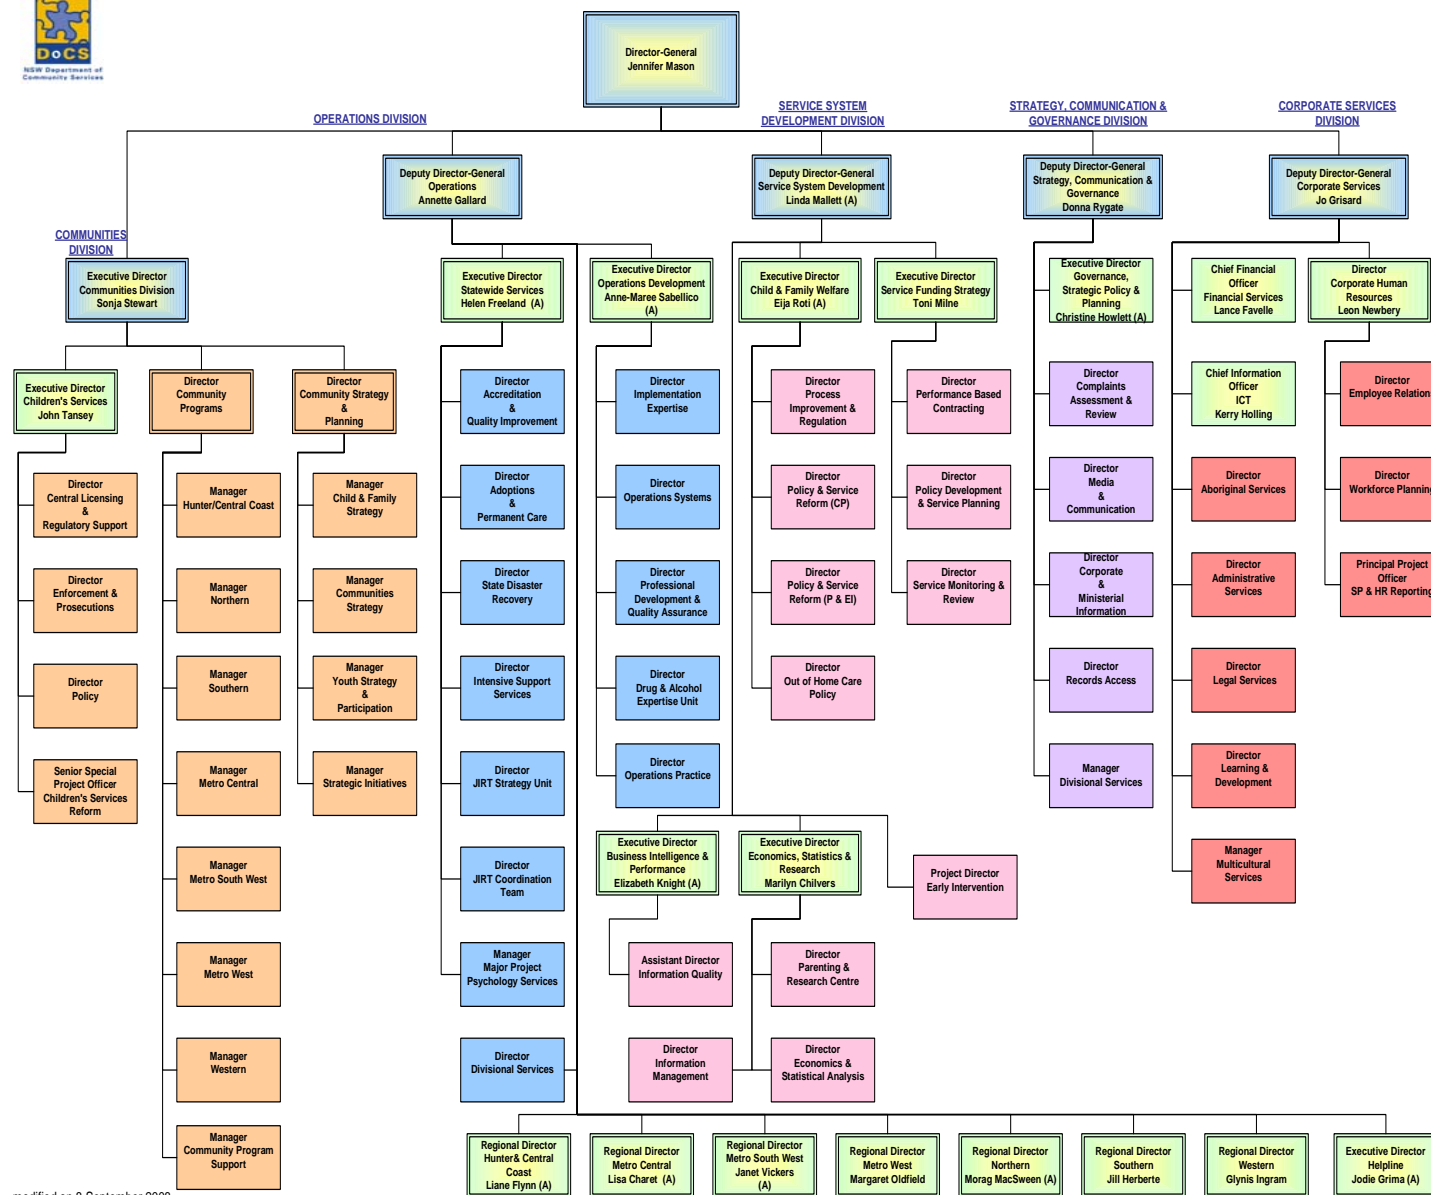 DoCS
NSW Department of
Community Services
Director-General
Jennifer Mason
OPERATIONS DIVISION
SERVICE SYSTEM
DEVELOPMENT DIVISION
STRATEGY, COMMUNICATION &
GOVERNANCE DIVISION
CORPORATE SERVICES
DIVISION
Deputy Director-General
Operations
Annette Gallard
Deputy Director-General
Service System Development
Linda Mallett (A)
Deputy Director-General
Strategy, Communication &
Governance
Donna Rygate
Deputy Director-General
Corporate Services
Jo Grisard
COMMUNITIES
DIVISION
Executive Director
Communities Division
Sonja Stewart
Executive Director
Statewide Services
Helen Freeland (A)
Executive Director
Operations Development
Anne-Maree Sabellico
(A)
Executive Director
Child & Family Welfare
Eija Roti (A)
Executive Director
Service Funding Strategy
Toni Milne
Executive Director
Governance,
Strategic Policy &
Planning
Christine Howlett (A)
Chief Financial
Officer
Financial Services
Lance Favelle
Director
Corporate Human
Resources
Leon Newbery
Executive Director
Children's Services
John Tansey
Director
Community
Programs
Director
Community Strategy
&
Planning
Director
Accreditation
&
Quality Improvement
Director
Implementation
Expertise
Director
Process
Improvement &
Regulation
Director
Performance Based
Contracting
Director
Complaints
Assessment &
Review
Chief Information
Officer
ICT
Kerry Holling
Director
Employee Relation
Director
Central Licensing
&
Regulatory Support
Manager
Hunter/Central Coast
Manager
Child & Family
Strategy
Director
Adoptions
&
Permanent Care
Director
Operations Systems
Director
Policy & Service
Reform (CP)
Director
Policy Development
& Service Planning
Director
Media
&
Communication
Director
Aboriginal Services
Director
Workforce Planning
Director
Enforcement &
Prosecutions
Manager
Northern
Manager
Communities
Strategy
Director
State Disaster
Recovery
Director
Professional
Development &
Quality Assurance
Director
Policy & Service
Reform (P & EI)
Director
Service Monitoring &
Review
Director
Corporate
&
Ministerial
Information
Director
Administrative
Services
Principal Project
Officer
SP & HR Reporting
Director
Policy
Manager
Southern
Manager
Youth Strategy
&
Participation
Director
Intensive Support
Services
Director
Drug & Alcohol
Expertise Unit
Director
Out of Home Care
Policy
Director
Records Access
Director
Legal Services
Senior Special
Project Officer
Children's Services
Reform
Manager
Metro Central
Manager
Strategic Initiatives
Director
JIRT Strategy Unit
Director
Operations Practice
Manager
Divisional Services
Director
Learning &
Development
Manager
Metro South West
Director
JIRT Coordination
Team
Executive Director
Business Intelligence &
Performance
Elizabeth Knight (A)
Executive Director
Economics, Statistics &
Research
Marilyn Chilvers
Project Director
Early Intervention
Manager
Multicultural
Services
Manager
Metro West
Manager
Major Project
Psychology Services
Assistant Director
Information Quality
Director
Parenting &
Research Centre
Manager
Western
Director
Divisional Services
Director
Information
Management
Director
Economics &
Statistical Analysis
Manager
Community Program
Support
Regional Director
Hunter& Central
Coast
Liane Flynn (A)
Regional Director
Metro Central
Lisa Charet (A)
Regional Director
Metro South West
Janet Vickers
(A)
Regional Director
Metro West
Margaret Oldfield
Regional Director
Northern
Morag MacSween (A)
Regional Director
Southern
Jill Herberte
Regional Director
Western
Glynis Ingram
Executive Director
Helpline
Jodie Grima (A)